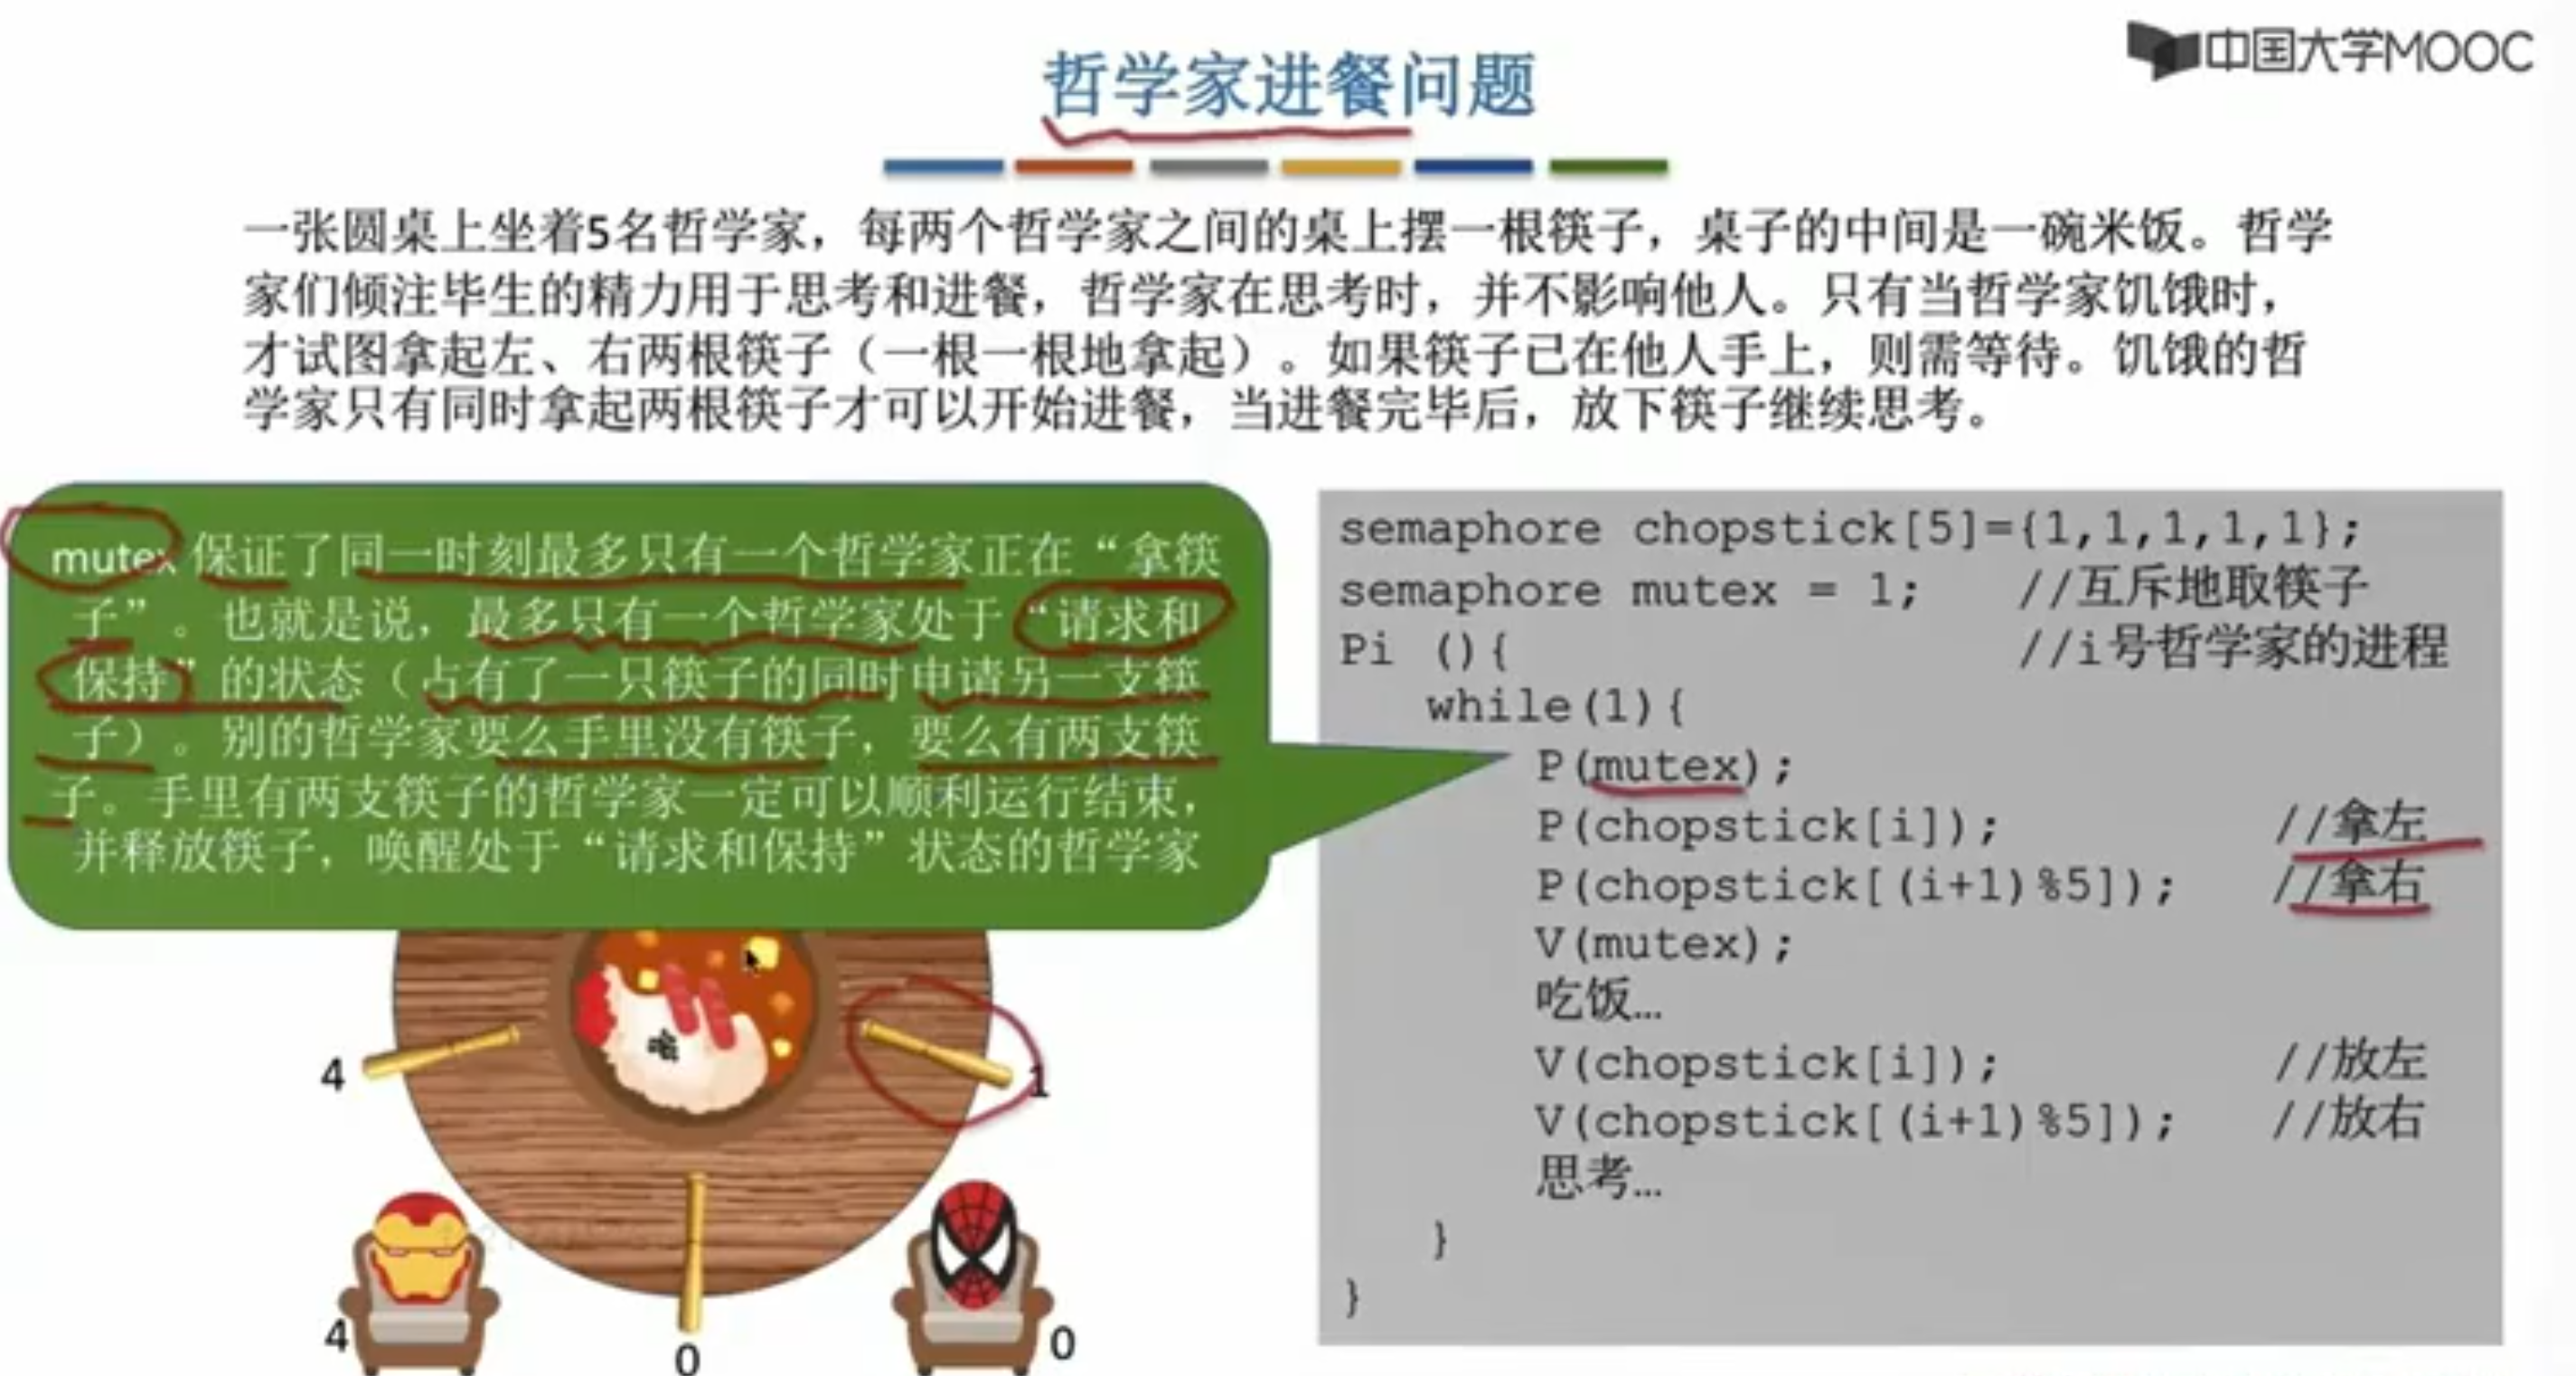 中国大学MOOC
哲学家进餐问题
一张圆桌上坐着5名哲学家，每两个哲学家之间的桌上摆一根筷子，桌子的中间是一碗米饭。哲学
家们倾注毕生的精力用于思考和进餐，哲学家在思考时，并不影响他人。只有当哲学家饥饿时，
才试图拿起左、右两根筷子（一根一根地拿起）。如果筷子已在他人手上，则需等待。饥饿的哲
学家只有同时拿起两根筷子才可以开始进餐，当进餐完毕后，放下筷子继续思考。
mutex 保证了同一时刻最多只有一个哲学家正在“拿筷
子”。也就是说，最多只有一个哲学家处于“请求和
保持”的状态（占有了一只筷子的同时申请另一支筷
子）。别的哲学家要么手里没有筷子，要么有两支筷
子。手里有两支筷子的哲学家一定可以顺利运行结束，
并释放筷子，唤醒处于“请求和保持”状态的哲学家
4
1
4
0
0
semaphore chopstick[5]={1,1,1,1,1};
semaphore mutex = 1; //互斥地取筷子
Pi (){ //i号哲学家的进程
while(1){
P(mutex);
P(chopstick[i]); //拿左
P(chopstick[(i+1)%5]); //拿右
V(mutex);
吃饭…
V(chopstick[i]); //放左
V(chopstick[(i+1)%5]); //放右
思考…
}
}